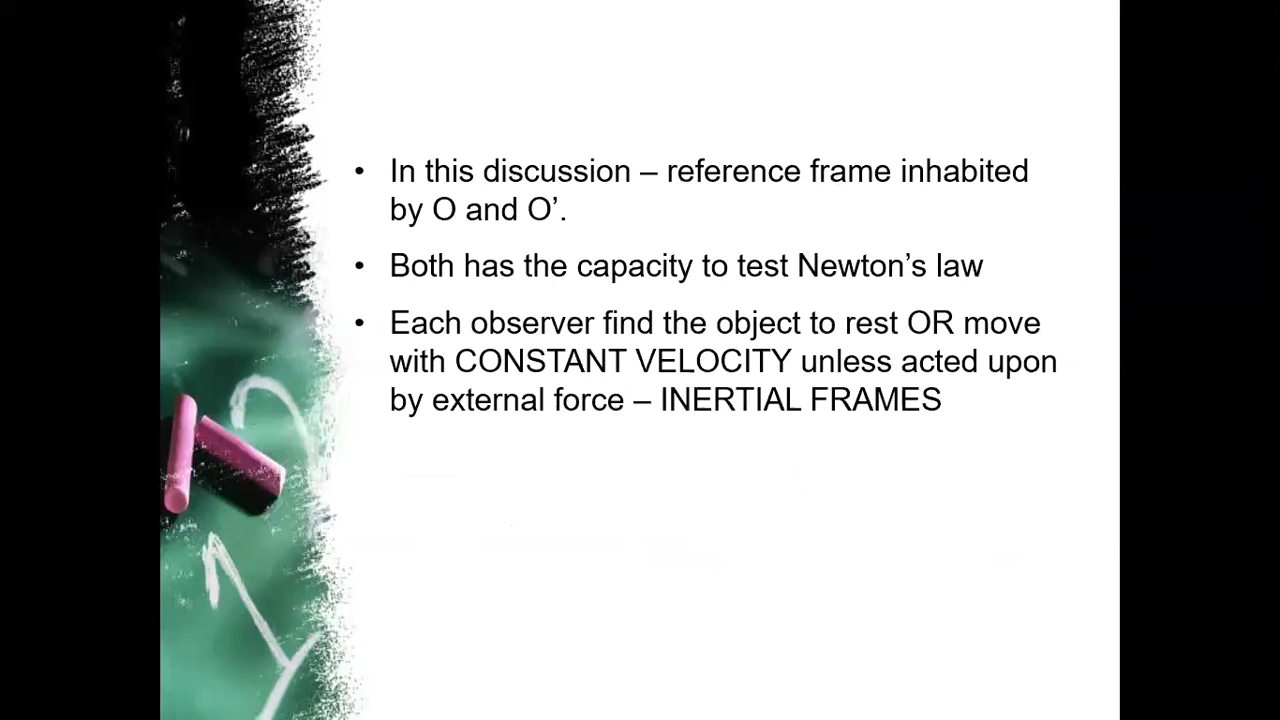 • In this discussion – reference frame inhabited
by O and O’.
• Both has the capacity to test Newton’s law
• Each observer find the object to rest OR move
with CONSTANT VELOCITY unless acted upon
by external force – INERTIAL FRAMES